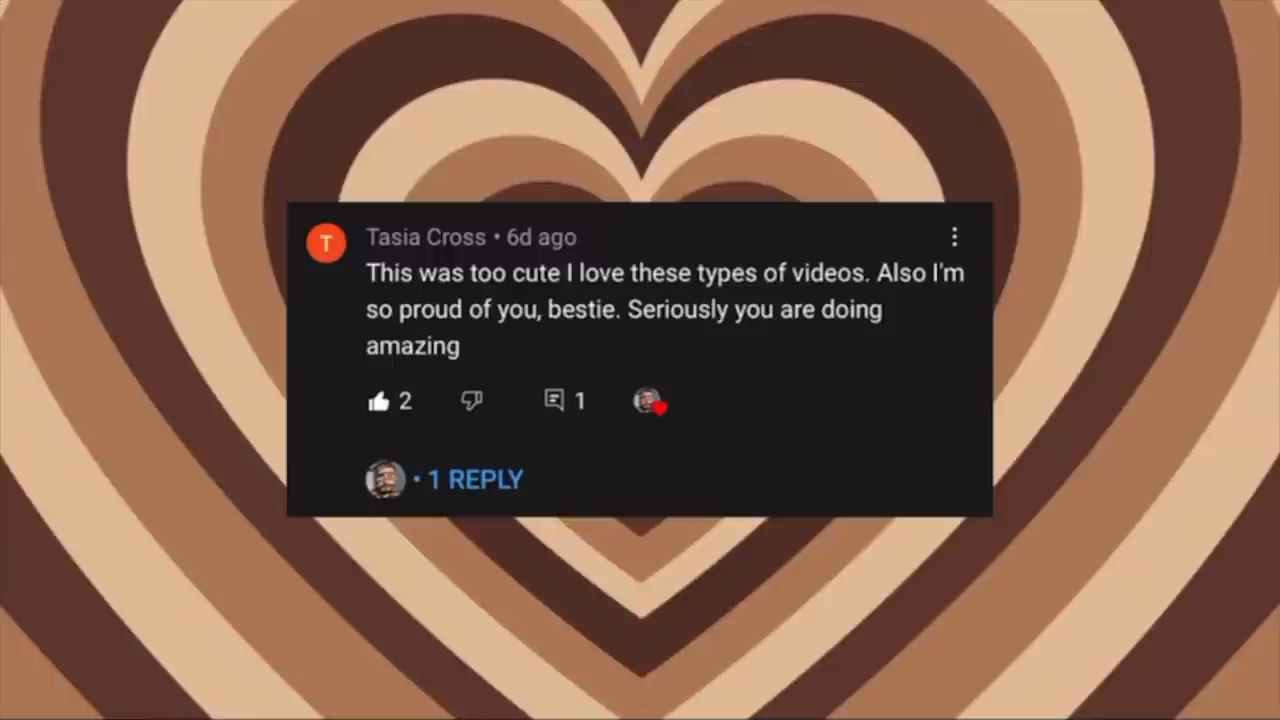 T
Tasia Cross • 6d ago
This was too cute I love these types of videos. Also I'm
so proud of you, bestie. Seriously you are doing
amazing
2 1
• 1 REPLY